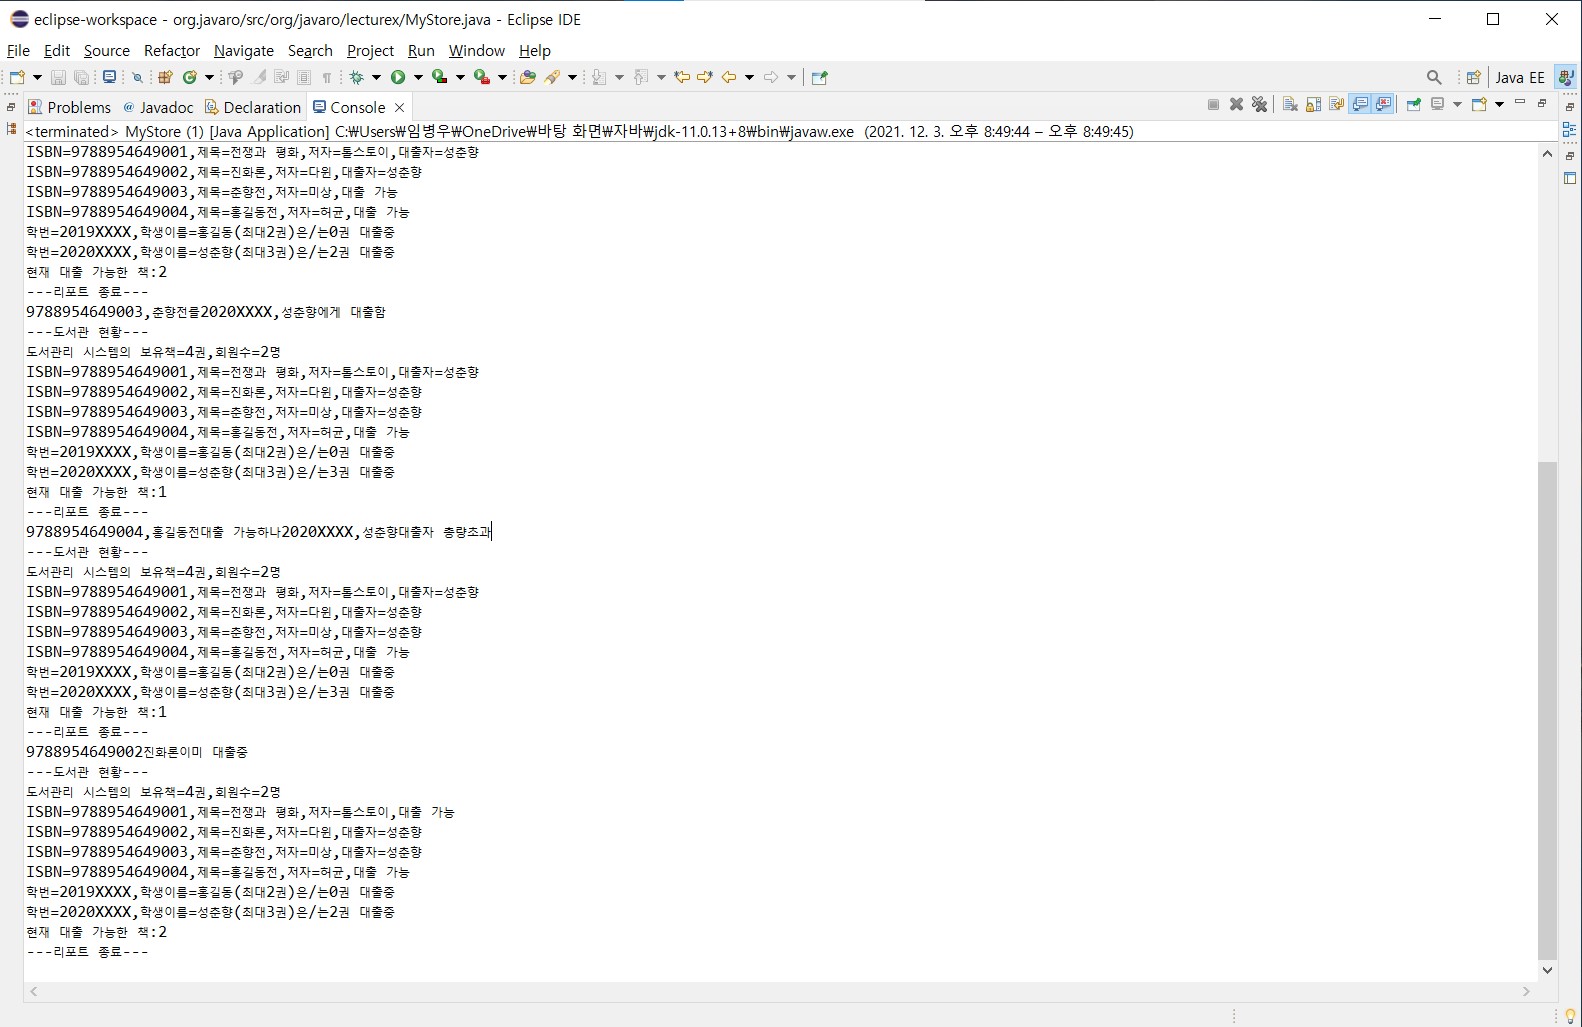 eclipse-workspace - org.javaro/src/org/javaro/lecturex/MyStore.java - Eclipse IDE
File Edit Source Refactor Navigate Search Project Run Window Help
Java EE
Problems @ Javadoc Declaration Console
<terminated> MyStore (1) [Java Application] C:₩Users₩임병우₩OneDrive₩바탕 화면₩자바₩jdk-11.0.13+8₩bin₩javaw.exe (2021. 12. 3. 오후 8:49:44 – 오후 8:49:45)
ISBN=9788954649001,제목=전쟁과 평화,저자=톨스토이,대출자=성춘향
ISBN=9788954649002,제목=진화론,저자=다윈,대출자=성춘향
ISBN=9788954649003,제목=춘향전,저자=미상,대출 가능
ISBN=9788954649004,제목=홍길동전,저자=허균,대출 가능
학번=2019XXXX,학생이름=홍길동(최대2권)은/는0권 대출중
학번=2020XXXX,학생이름=성춘향(최대3권)은/는2권 대출중
현재 대출 가능한 책:2
---리포트 종료---
9788954649003,춘향전를2020XXXX,성춘향에게 대출함
---도서관 현황---
도서관리 시스템의 보유책=4권,회원수=2명
ISBN=9788954649001,제목=전쟁과 평화,저자=톨스토이,대출자=성춘향
ISBN=9788954649002,제목=진화론,저자=다윈,대출자=성춘향
ISBN=9788954649003,제목=춘향전,저자=미상,대출자=성춘향
ISBN=9788954649004,제목=홍길동전,저자=허균,대출 가능
학번=2019XXXX,학생이름=홍길동(최대2권)은/는0권 대출중
학번=2020XXXX,학생이름=성춘향(최대3권)은/는3권 대출중
현재 대출 가능한 책:1
---리포트 종료---
9788954649004,홍길동전대출 가능하나2020XXXX,성춘향대출자 총량초과
---도서관 현황---
도서관리 시스템의 보유책=4권,회원수=2명
ISBN=9788954649001,제목=전쟁과 평화,저자=톨스토이,대출자=성춘향
ISBN=9788954649002,제목=진화론,저자=다윈,대출자=성춘향
ISBN=9788954649003,제목=춘향전,저자=미상,대출자=성춘향
ISBN=9788954649004,제목=홍길동전,저자=허균,대출 가능
학번=2019XXXX,학생이름=홍길동(최대2권)은/는0권 대출중
학번=2020XXXX,학생이름=성춘향(최대3권)은/는3권 대출중
현재 대출 가능한 책:1
---리포트 종료---
9788954649002진화론이미 대출중
---도서관 현황---
도서관리 시스템의 보유책=4권,회원수=2명
ISBN=9788954649001,제목=전쟁과 평화,저자=톨스토이,대출 가능
ISBN=9788954649002,제목=진화론,저자=다윈,대출자=성춘향
ISBN=9788954649003,제목=춘향전,저자=미상,대출자=성춘향
ISBN=9788954649004,제목=홍길동전,저자=허균,대출 가능
학번=2019XXXX,학생이름=홍길동(최대2권)은/는0권 대출중
학번=2020XXXX,학생이름=성춘향(최대3권)은/는2권 대출중
현재 대출 가능한 책:2
---리포트 종료---